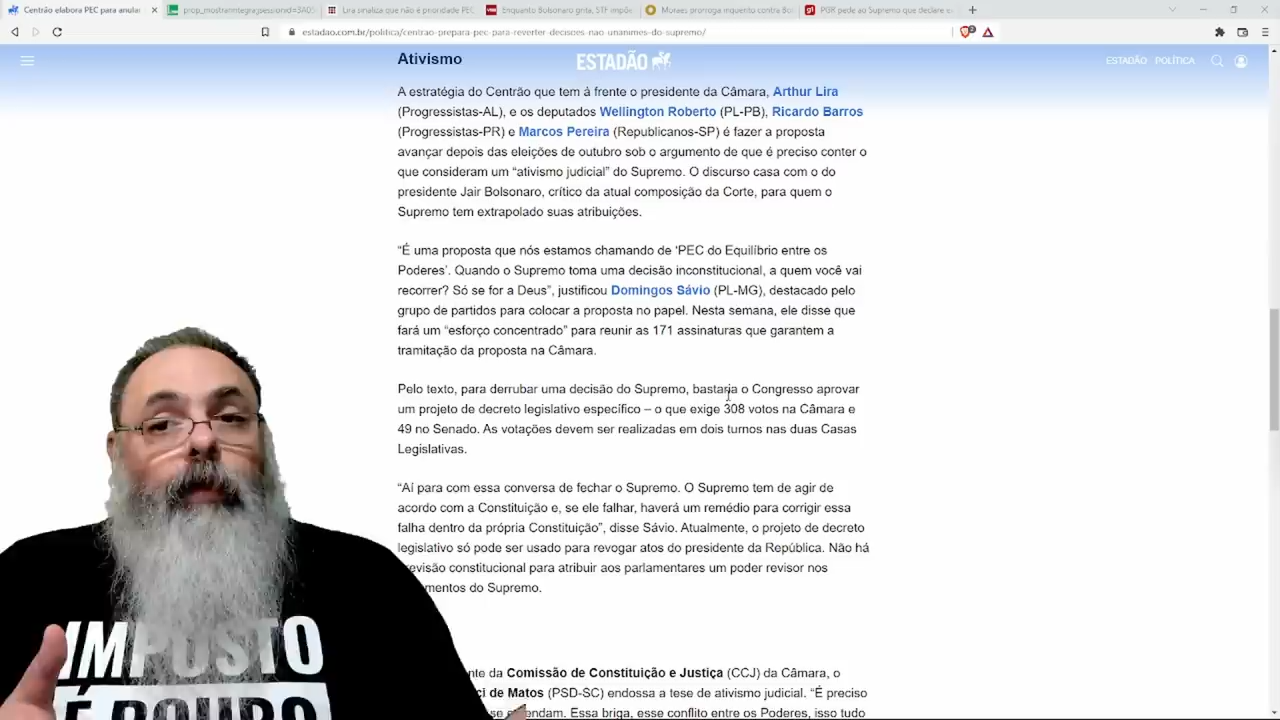 Centrão elabora PEC para anular
prop_mostrarintegra;jsessionid=3A05
Lira sinaliza que não é prioridade PEC
Enquanto Bolsonaro grita, STF impõe
Moraes prorroga inquérito contra Bol
PGR pede ao Supremo que declare ex
estadao.com.br/politica/centrao-prepara-pec-para-reverter-decisoes-nao-unanimes-do-supremo/
ESTADÃO
ESTADÃO POLÍTICA
Ativismo
A estratégia do Centrão que tem à frente o presidente da Câmara, Arthur Lira
(Progressistas-AL), e os deputados Wellington Roberto (PL-PB), Ricardo Barros
(Progressistas-PR) e Marcos Pereira (Republicanos-SP) é fazer a proposta
avançar depois das eleições de outubro sob o argumento de que é preciso conter o
que consideram um “ativismo judicial” do Supremo. O discurso casa com o do
presidente Jair Bolsonaro, crítico da atual composição da Corte, para quem o
Supremo tem extrapolado suas atribuições.
“É uma proposta que nós estamos chamando de ‘PEC do Equilíbrio entre os
Poderes’. Quando o Supremo toma uma decisão inconstitucional, a quem você vai
recorrer? Só se for a Deus”, justificou Domingos Sávio (PL-MG), destacado pelo
grupo de partidos para colocar a proposta no papel. Nesta semana, ele disse que
fará um “esforço concentrado” para reunir as 171 assinaturas que garantem a
tramitação da proposta na Câmara.
Pelo texto, para derrubar uma decisão do Supremo, bastaria o Congresso aprovar
um projeto de decreto legislativo específico – o que exige 308 votos na Câmara e
49 no Senado. As votações devem ser realizadas em dois turnos nas duas Casas
Legislativas.
“Aí para com essa conversa de fechar o Supremo. O Supremo tem de agir de
acordo com a Constituição e, se ele falhar, haverá um remédio para corrigir essa
falha dentro da própria Constituição”, disse Sávio. Atualmente, o projeto de decreto
legislativo só pode ser usado para revogar atos do presidente da República. Não há
revisão constitucional para atribuir aos parlamentares um poder revisor nos
mentos do Supremo.
nte da Comissão de Constituição e Justiça (CCJ) da Câmara, o
ci de Matos (PSD-SC) endossa a tese de ativismo judicial. “É preciso
se entendam. Essa briga, esse conflito entre os Poderes, isso tudo
IMPOSTO
É ROUBO